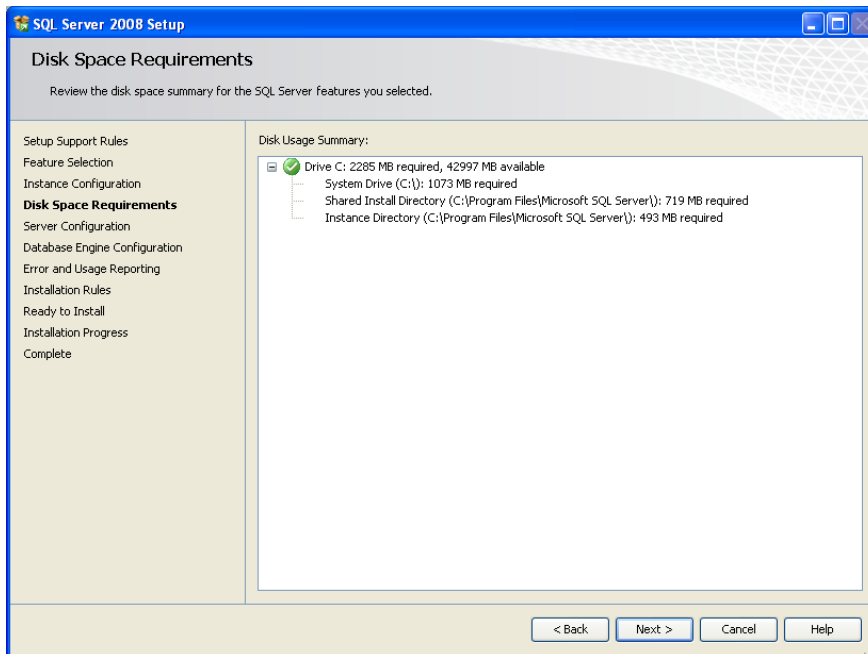 SQL Server 2008 Setup
Disk Space Requirements
Review the disk space summary for the SQL Server features you selected.
Setup Support Rules
Feature Selection
Instance Configuration
Disk Space Requirements
Server Configuration
Database Engine Configuration
Error and Usage Reporting
Installation Rules
Ready to Install
Installation Progress
Complete
Disk Usage Summary:
Drive C: 2285 MB required, 42997 MB available
System Drive (C:\): 1073 MB required
Shared Install Directory (C:\Program Files\Microsoft SQL Server\): 719 MB required
Instance Directory (C:\Program Files\Microsoft SQL Server\): 493 MB required
< Back Next > Cancel Help